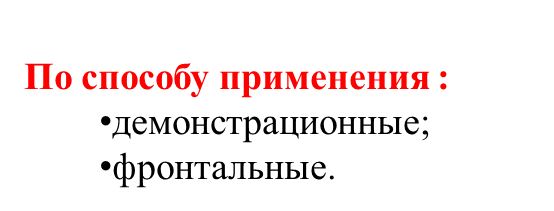 По способу применения :
•демонстрационные;
•фронтальные.